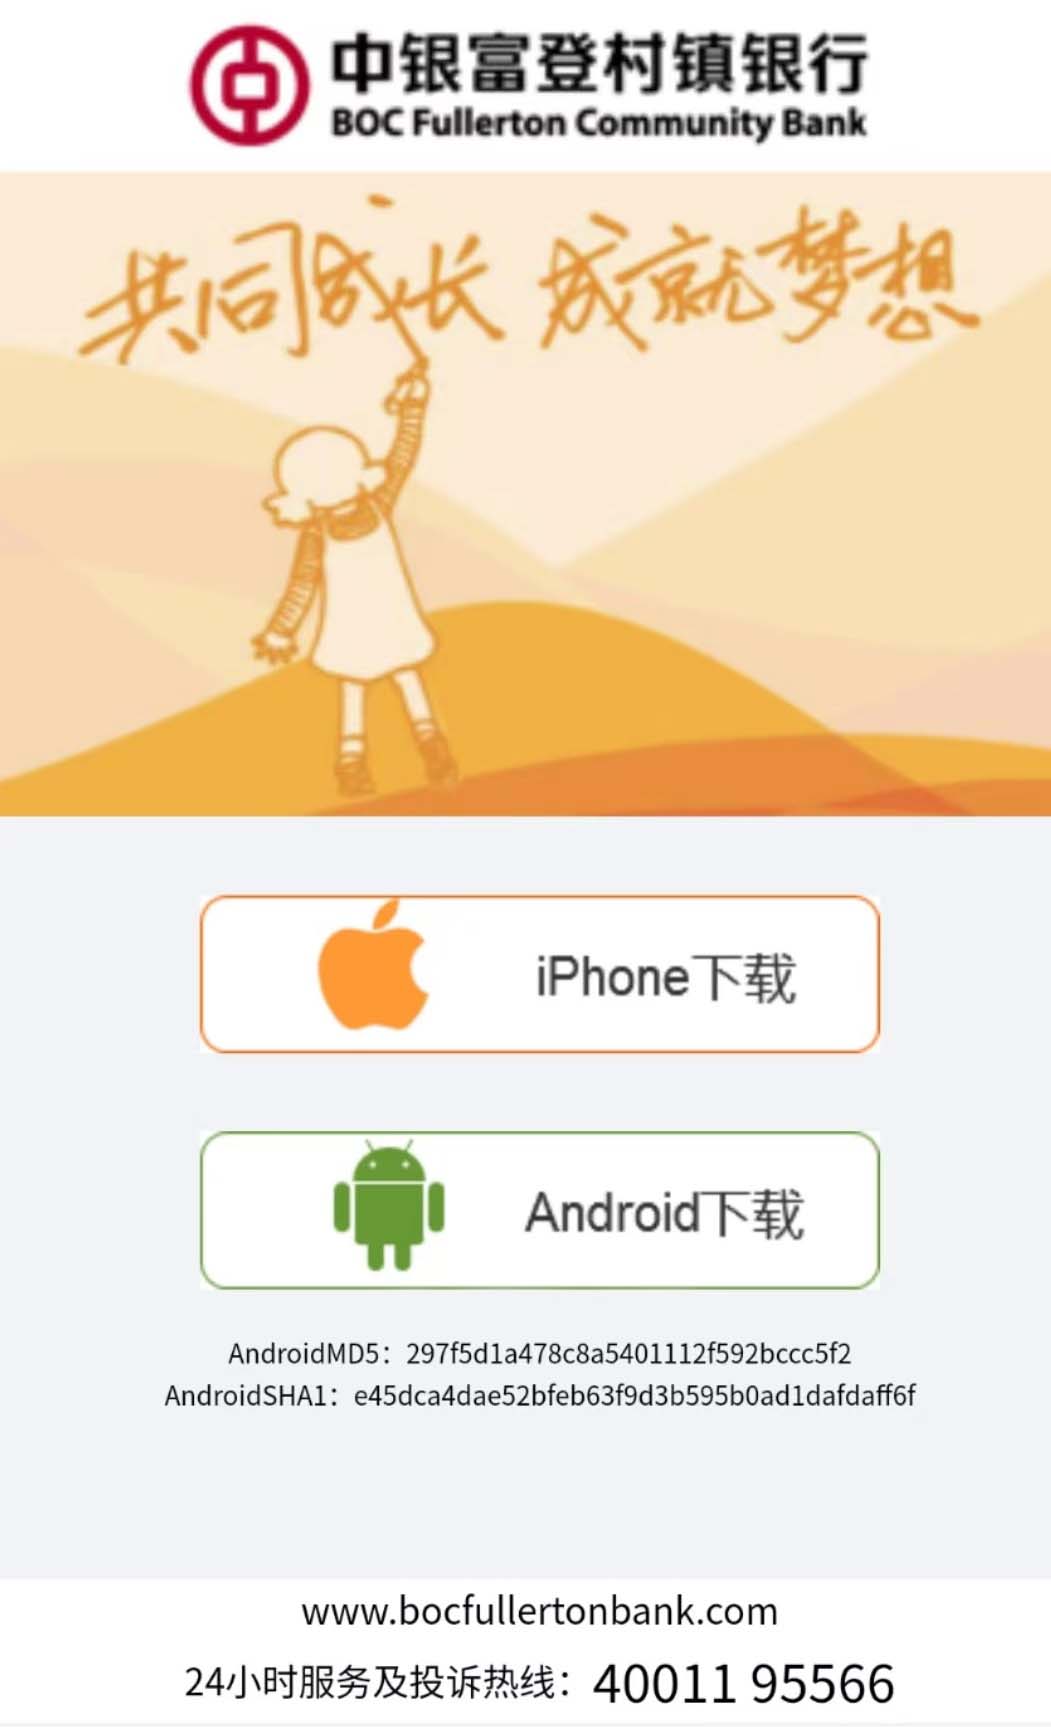 中银富登村镇银行
BOC Fullerton Community Bank
共同成长 成就梦想
iPhone下载
Android下载
AndroidMD5：297f5d1a478c8a5401112f592bccc5f2
AndroidSHA1：e45dca4dae52bfeb63f9d3b595b0ad1dafdaff6f
www.bocfullertonbank.com
24小时服务及投诉热线：40011 95566